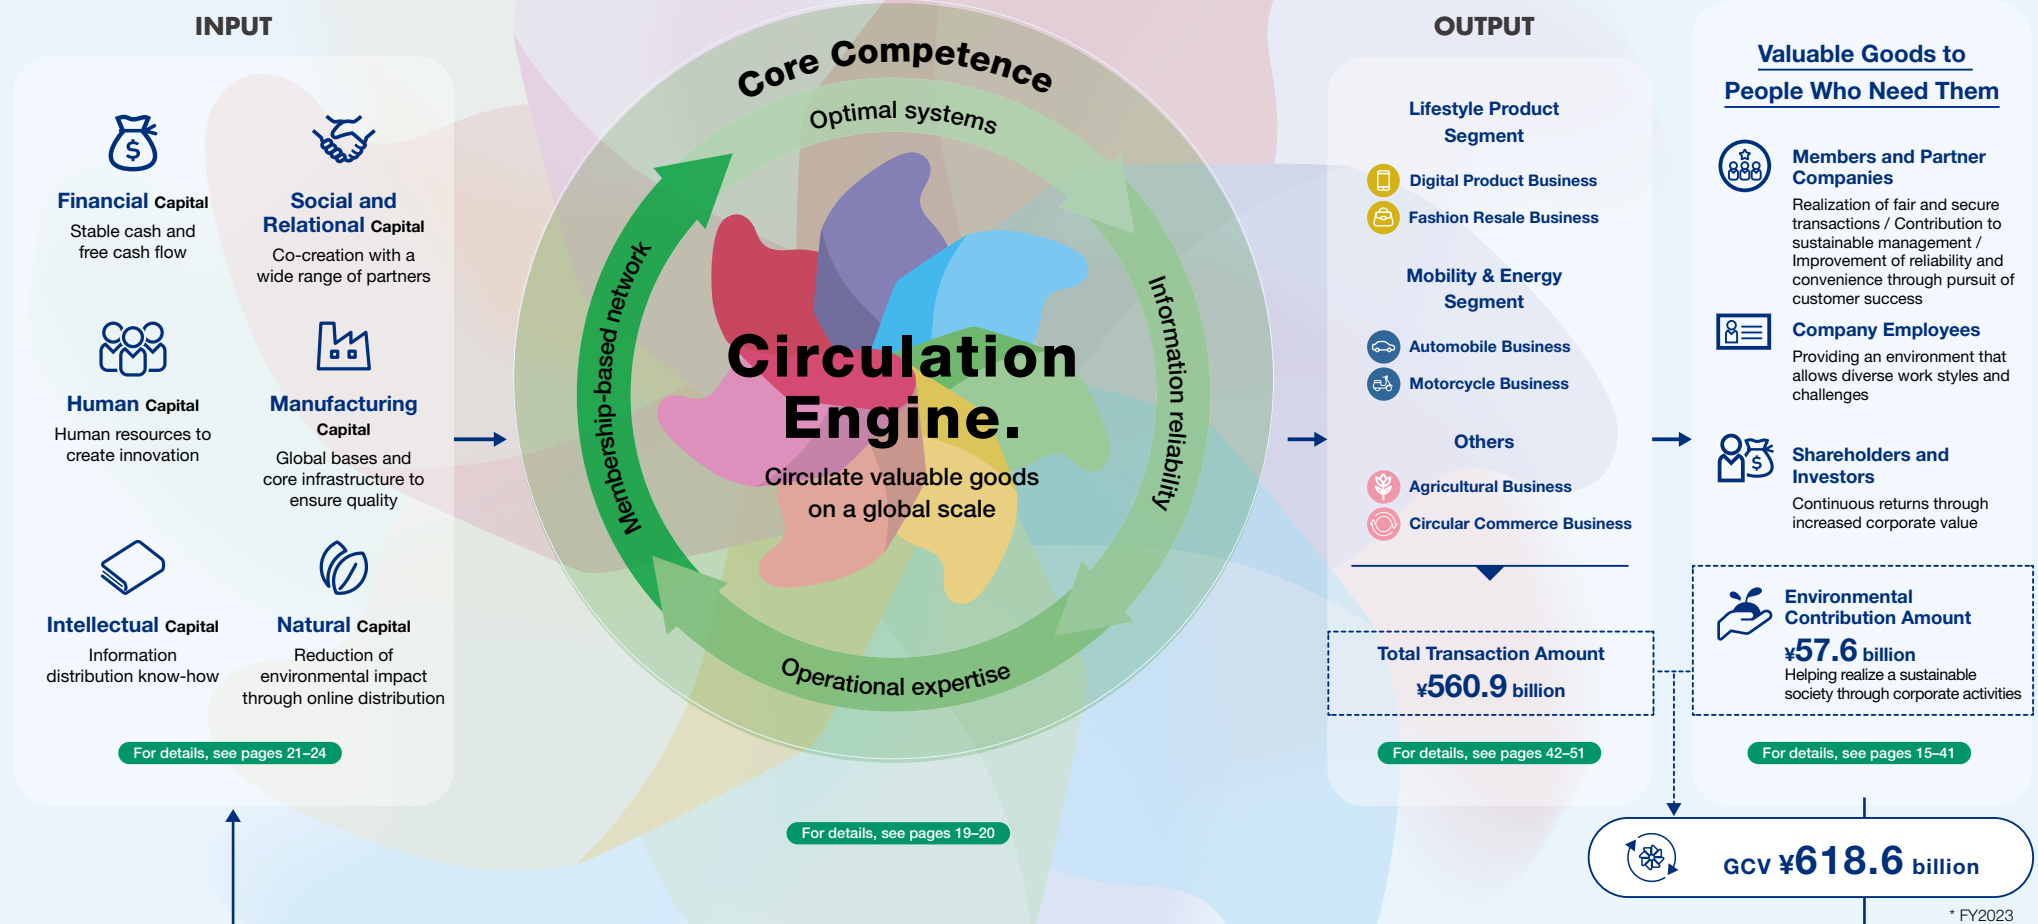 INPUT
Financial Capital
Stable cash and
free cash flow
Social and
Relational Capital
Co-creation with a
wide range of partners
Human Capital
Human resources to
create innovation
Manufacturing
Capital
Global bases and
core infrastructure to
ensure quality
Intellectual Capital
Information
distribution know-how
Natural Capital
Reduction of
environmental impact
through online distribution
For details, see pages 21–24
Core Competence
Optimal systems
Information reliability
Operational expertise
Membership-based network
Circulation
Engine.
Circulate valuable goods
on a global scale
For details, see pages 19–20
OUTPUT
Lifestyle Product
Segment
Digital Product Business
Fashion Resale Business
Mobility & Energy
Segment
Automobile Business
Motorcycle Business
Others
Agricultural Business
Circular Commerce Business
Total Transaction Amount
¥560.9 billion
For details, see pages 42–51
Valuable Goods to
People Who Need Them
Members and Partner
Companies
Realization of fair and secure
transactions / Contribution to
sustainable management /
Improvement of reliability and
convenience through pursuit of
customer success
Company Employees
Providing an environment that
allows diverse work styles and
challenges
Shareholders and
Investors
Continuous returns through
increased corporate value
Environmental
Contribution Amount
¥57.6 billion
Helping realize a sustainable
society through corporate activities
For details, see pages 15–41
GCV ¥618.6 billion
* FY2023